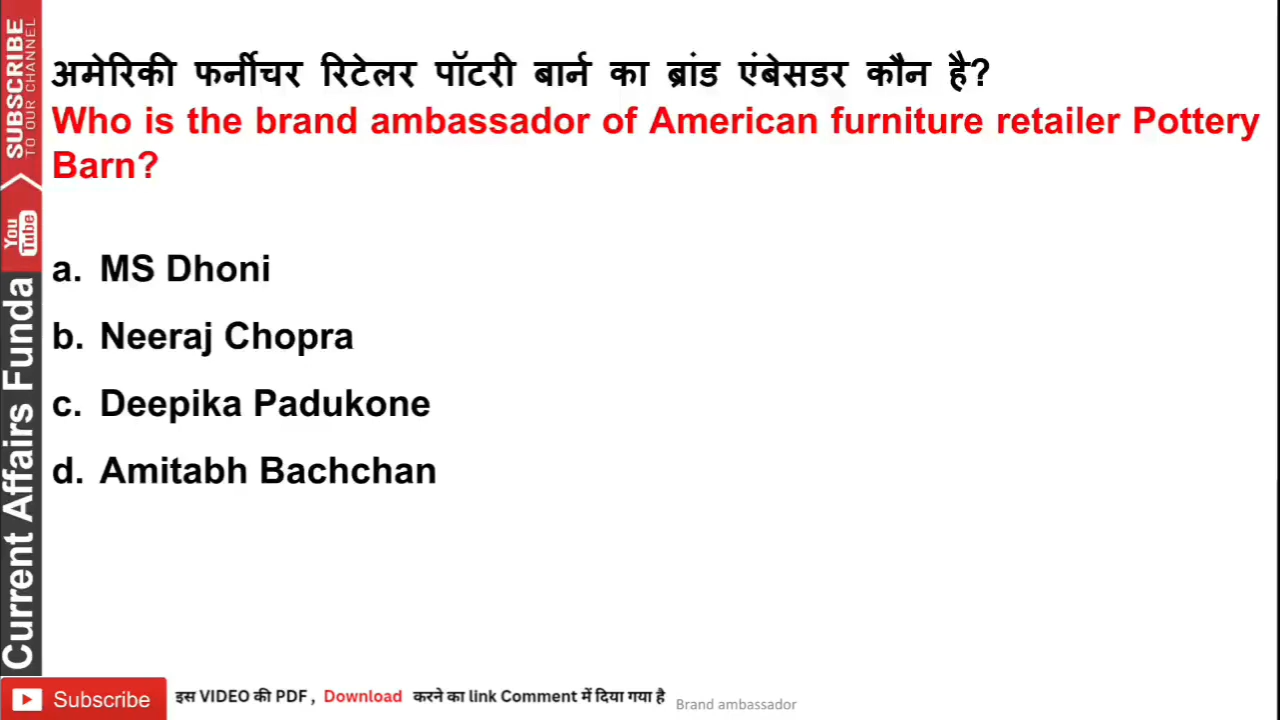 अमेरिकी फर्नीचर रिटेलर पॉटरी बार्न का ब्रांड एंबेसडर कौन है?
Who is the brand ambassador of American furniture retailer Pottery
Barn?
a. MS Dhoni
b. Neeraj Chopra
c. Deepika Padukone
d. Amitabh Bachchan
SUBSCRIBE
TO OUR CHANNEL
You
Tube
Current Affairs Funda
Subscribe
इस VIDEO की PDF , Download करने का link Comment में दिया गया है
Brand ambassador